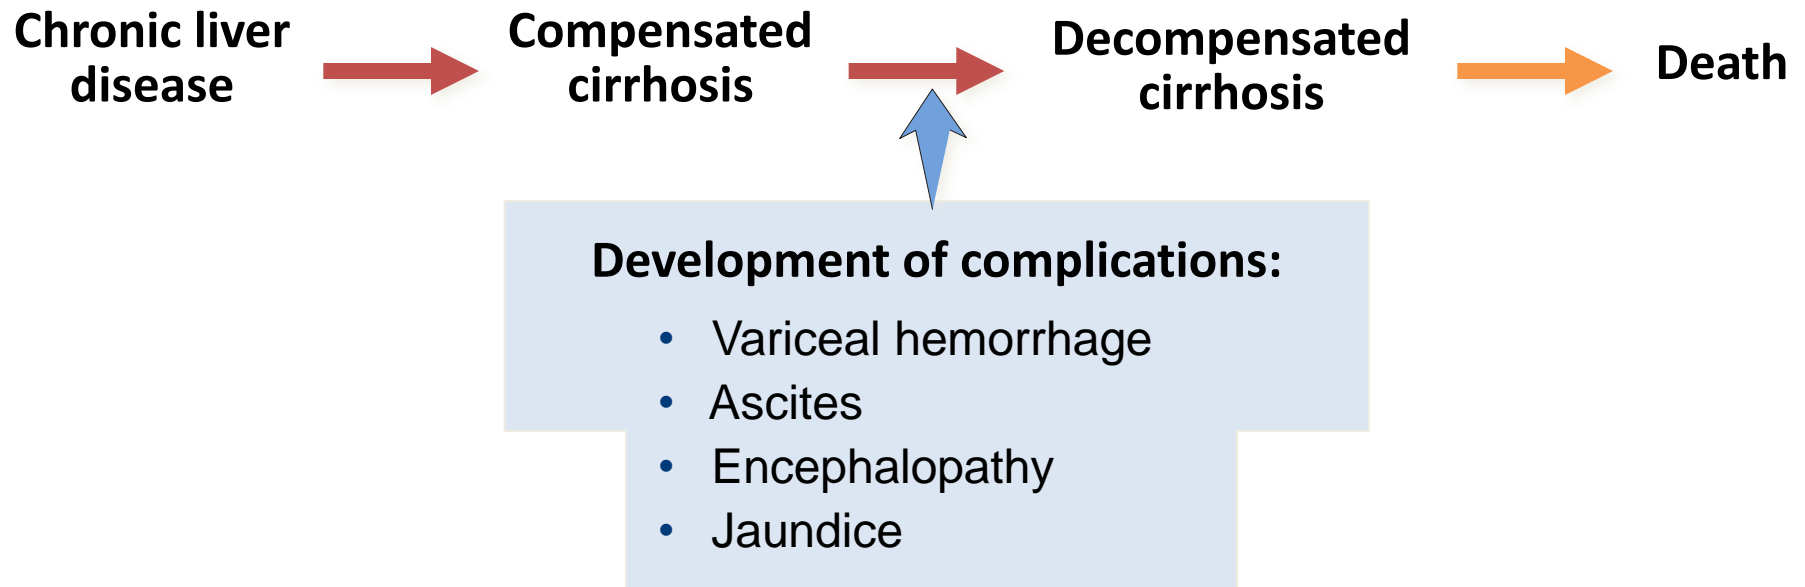 Chronic liver
disease
Compensated
cirrhosis
Decompensated
cirrhosis
Death
Development of complications:
• Variceal hemorrhage
• Ascites
• Encephalopathy
• Jaundice